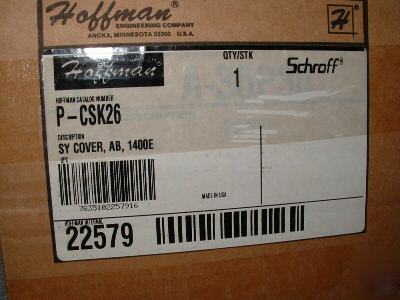 Hoffman®
ENGINEERING COMPANY
ANOKA, MINNESOTA 55303 U.S.A.
H®
Hoffman
QTY/STK
1
Schroff®
HOFFMAN CATALOG NUMBER
P-CSK26
DESCRIPTION
SY COVER, AB, 1400E
UPC
MADE IN USA
22579